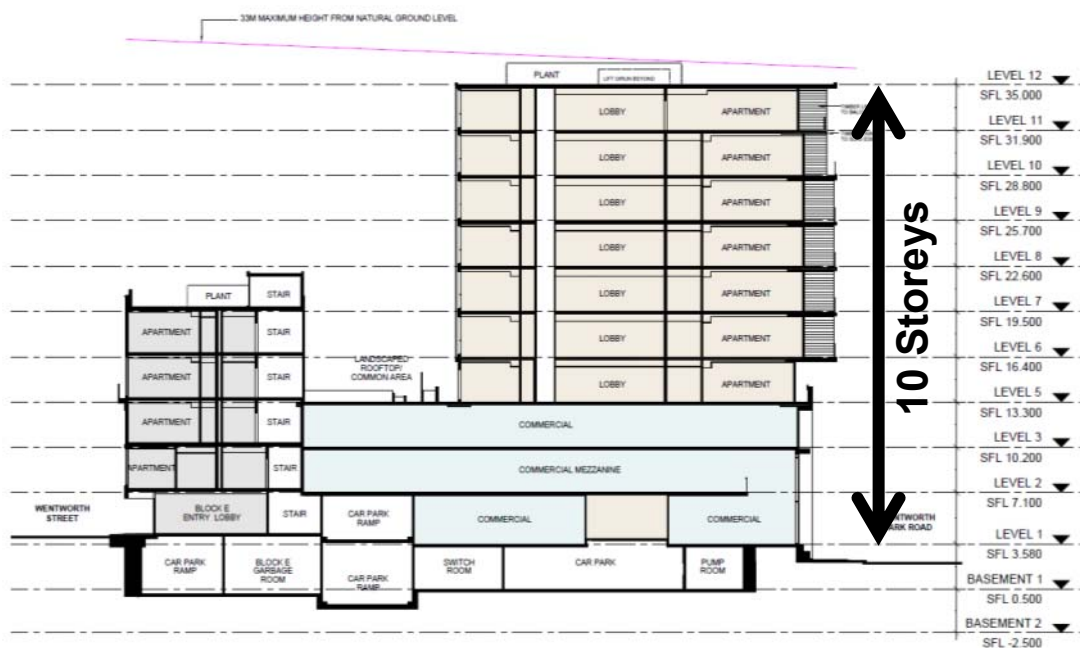 33M MAXIMUM HEIGHT FROM NATURAL GROUND LEVEL
PLANT
LEVEL 12
SFL 35.000
LOBBY
APARTMENT
LEVEL 11
SFL 31.900
LOBBY
APARTMENT
LEVEL 10
SFL 28.800
LOBBY
APARTMENT
LEVEL 9
SFL 25.700
LOBBY
APARTMENT
LEVEL 8
SFL 22.600
PLANT
STAIR
LOBBY
APARTMENT
LEVEL 7
SFL 19.500
APARTMENT
STAIR
LOBBY
APARTMENT
LEVEL 6
SFL 16.400
APARTMENT
STAIR
LANDSCAPED
ROOFTOP/
COMMON AREA
LOBBY
APARTMENT
LEVEL 5
SFL 13.300
10 Storeys
APARTMENT
STAIR
COMMERCIAL
LEVEL 3
SFL 10.200
APARTMENT
STAIR
COMMERCIAL MEZZANINE
LEVEL 2
SFL 7.100
WENTWORTH
STREET
BLOCK E
ENTRY LOBBY
STAIR
CAR PARK
RAMP
COMMERCIAL
COMMERCIAL
LEVEL 1
SFL 3.580
CAR PARK
RAMP
BLOCK E
GARBAGE
ROOM
CAR PARK
RAMP
SWITCH
ROOM
CAR PARK
PUMP
ROOM
BASEMENT 1
SFL 0.500
BASEMENT 2
SFL -2.500